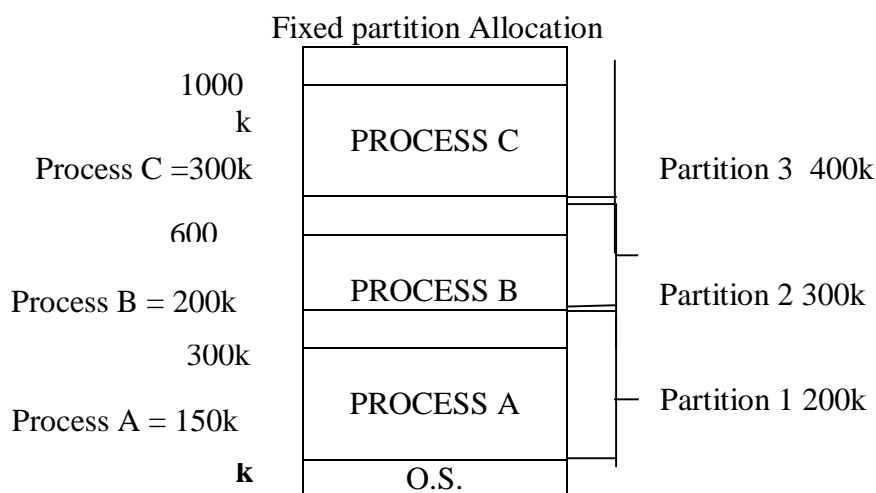 Fixed partition Allocation
1000
k
PROCESS C
Process C =300k
Partition 3 400k
600
PROCESS B
Process B = 200k
Partition 2 300k
300k
PROCESS A
Process A = 150k
Partition 1 200k
k
O.S.